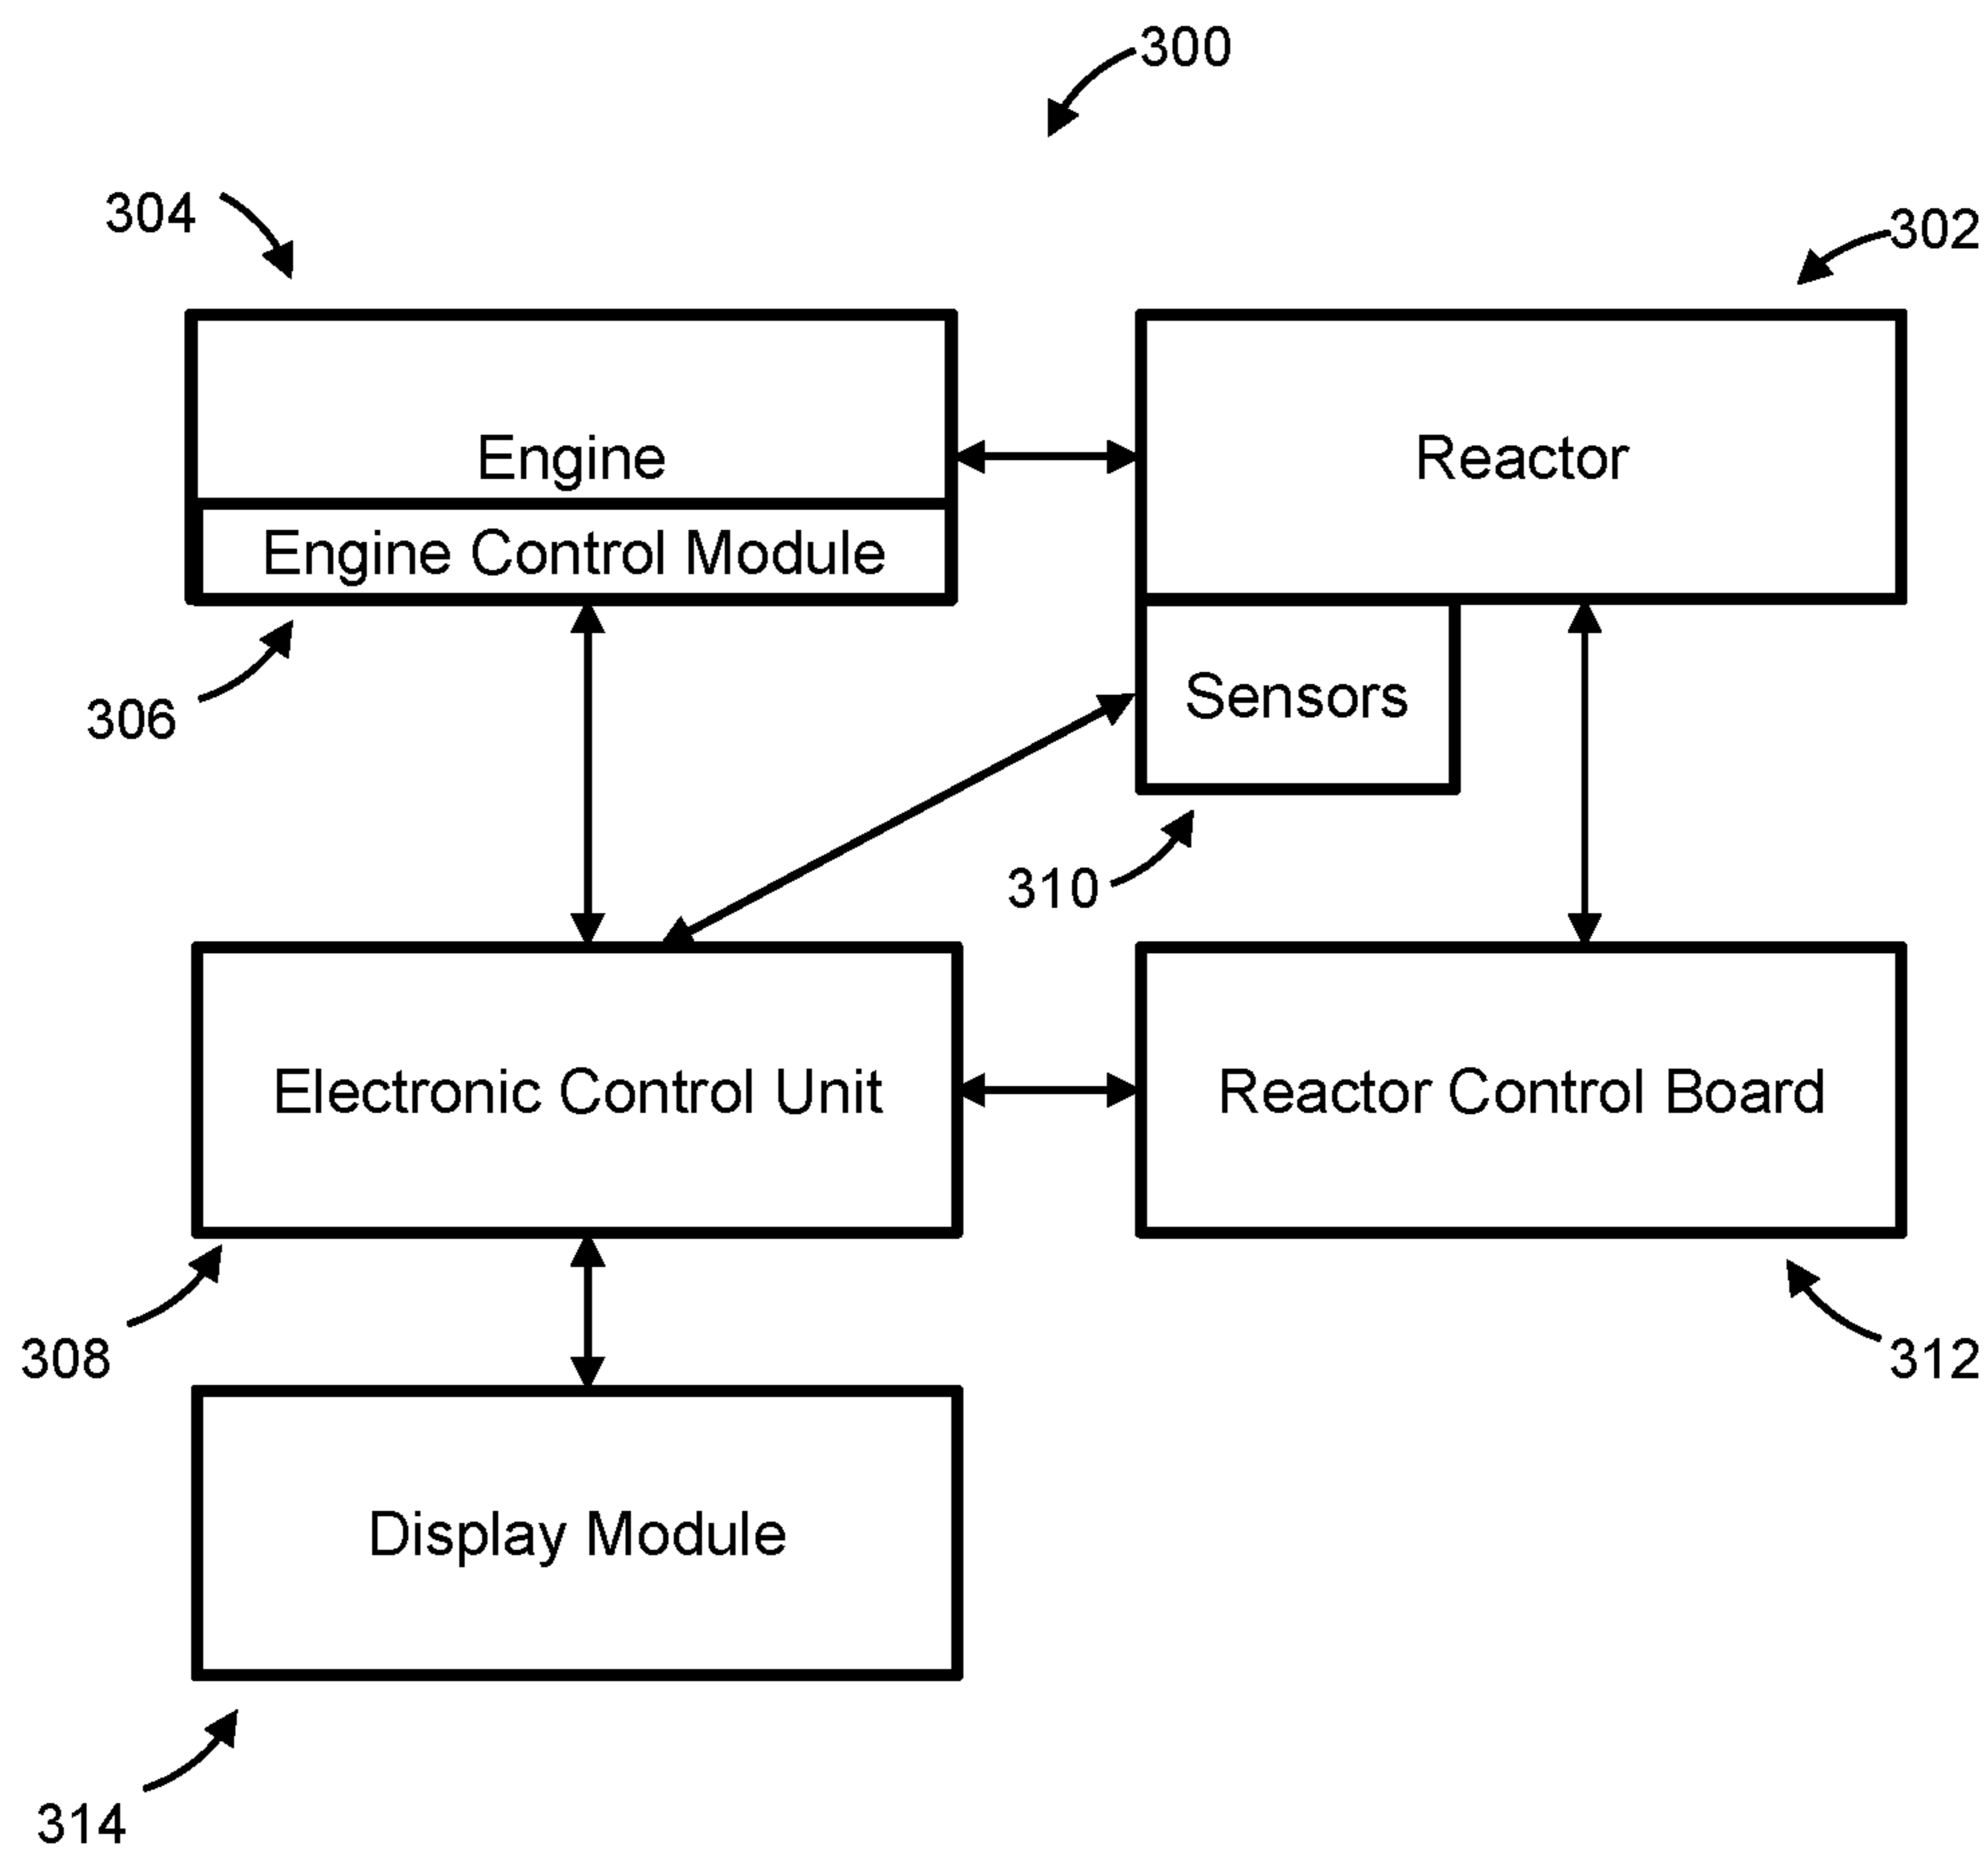 300
304
302
Engine
Reactor
Engine Control Module
306
Sensors
310
Electronic Control Unit
Reactor Control Board
308
312
Display Module
314